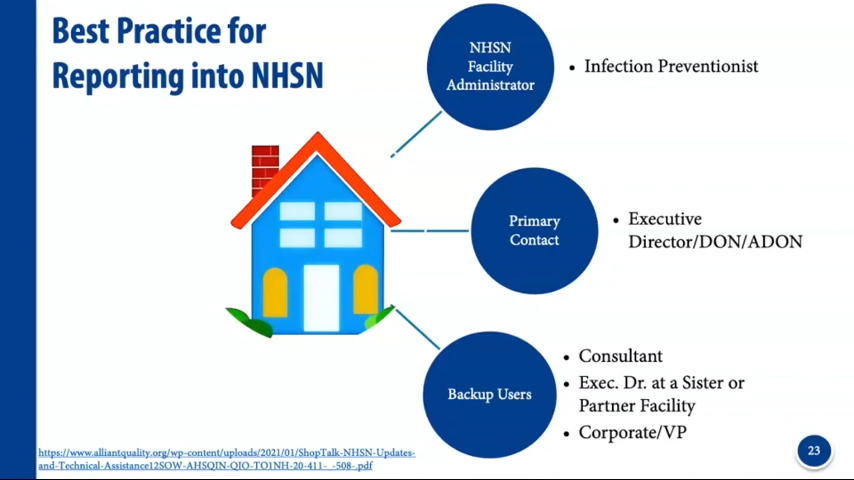 Best Practice for
Reporting into NHSN
NHSN
Facility
Administrator
• Infection Preventionist
Primary
Contact
• Executive
Director/DON/ADON
Backup Users
• Consultant
• Exec. Dr. at a Sister or
Partner Facility
• Corporate/VP
https://www.alliantquality.org/wp-content/uploads/2021/01/ShopTalk-NHSN-Updates-
and-Technical-Assistance12SOW-AHSQIN-QIO-TO1NH-20-411-_-508-.pdf
23